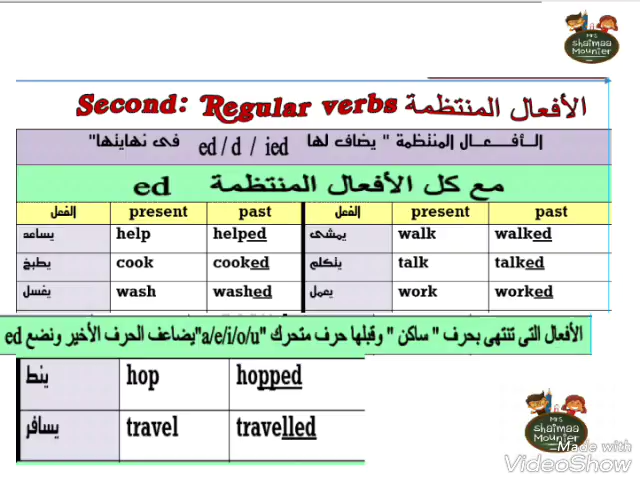 Mrs
shaimaa
Mounier
Second: Regular verbs الأفعال المنتظمة
الـأفـعــال المنتظمة " يضاف لها ed / d / ied فى نهايتها"
مع كل الأفعال المنتظمة ed
الفعل present past الفعل present past
يساعد help helped يمشى walk walked
يطبخ cook cooked يتكلم talk talked
يغسل wash washed يعمل work worked
الأفعال التى تنتهى بحرف " ساكن " وقبلها حرف متحرك "a/e/i/o/u"يضاعف الحرف الأخير ونضع ed
ينط hop hopped
يسافر travel travelled
Mrs
shaimaa
Mounier
Made with
VideoShow